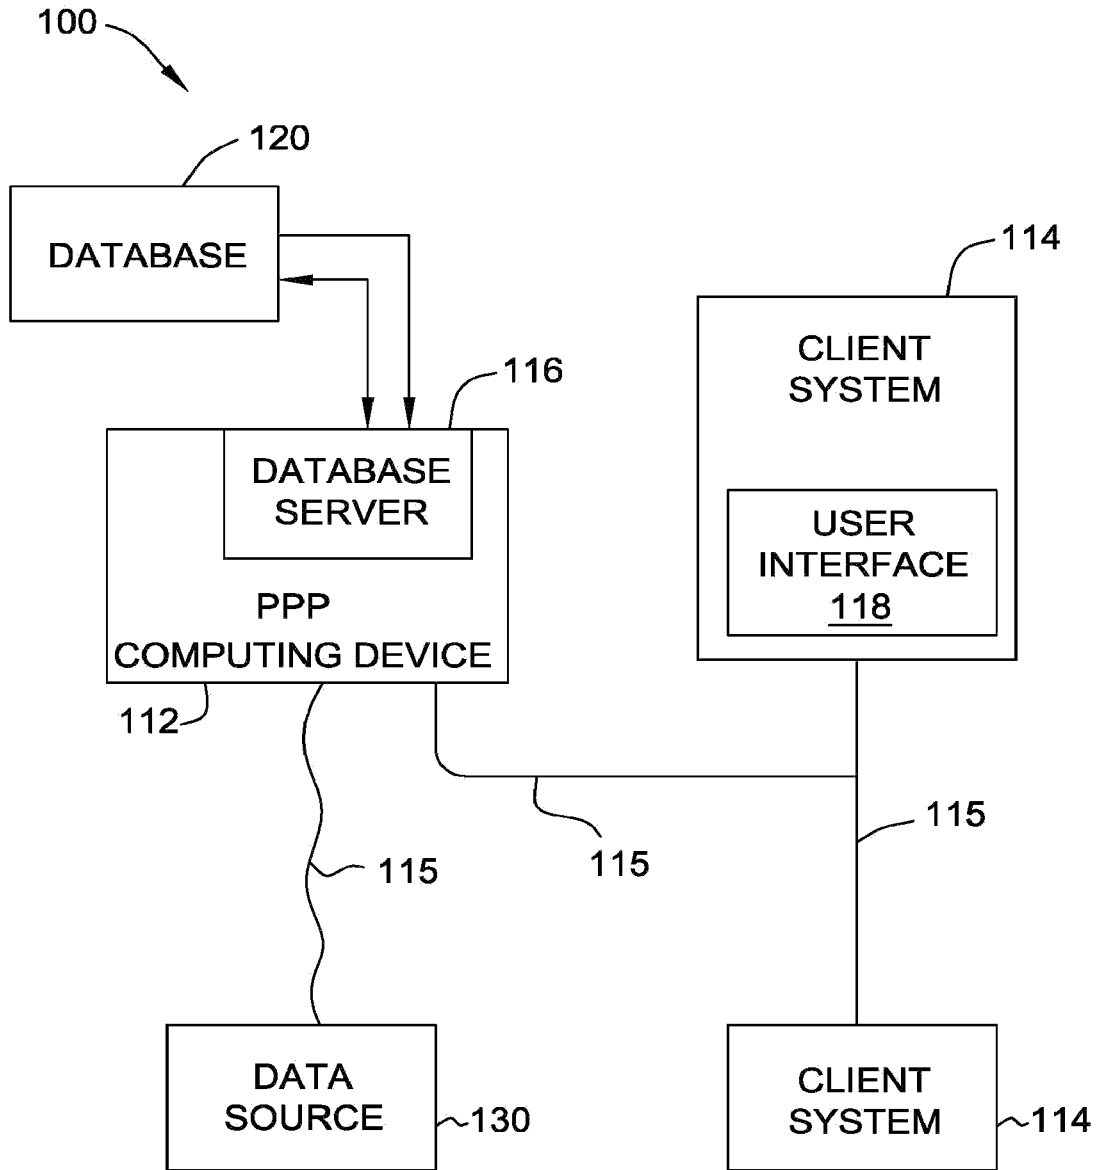 100
120
DATABASE
114
CLIENT
SYSTEM
116
DATABASE
SERVER
USER
INTERFACE
118
PPP
COMPUTING DEVICE
112
115
115
115
DATA
SOURCE
130
CLIENT
SYSTEM
114